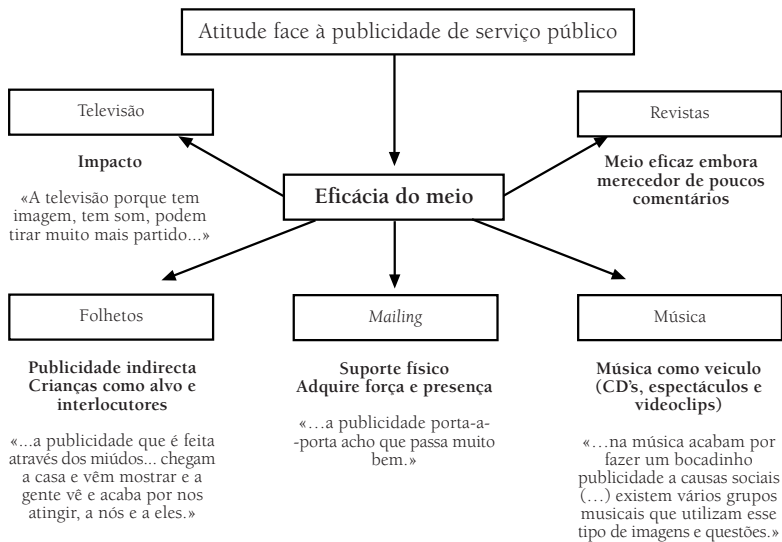 Atitude face à publicidade de serviço público
Televisão
Impacto
«A televisão porque tem
imagem, tem som, podem
tirar muito mais partido...»
Revistas
Meio eficaz embora
merecedor de poucos
comentários
Eficácia do meio
Folhetos
Publicidade indirecta
Crianças como alvo e
interlocutores
«...a publicidade que é feita
através dos miúdos... chegam
a casa e vêm mostrar e a
gente vê e acaba por nos
atingir, a nós e a eles.»
Mailing
Suporte físico
Adquire força e presença
«…a publicidade porta-a-
-porta acho que passa muito
bem.»
Música
Música como veiculo
(CD's, espectáculos e
videoclips)
«…na música acabam por
fazer um bocadinho
publicidade a causas sociais
(…) existem vários grupos
musicais que utilizam esse
tipo de imagens e questões.»